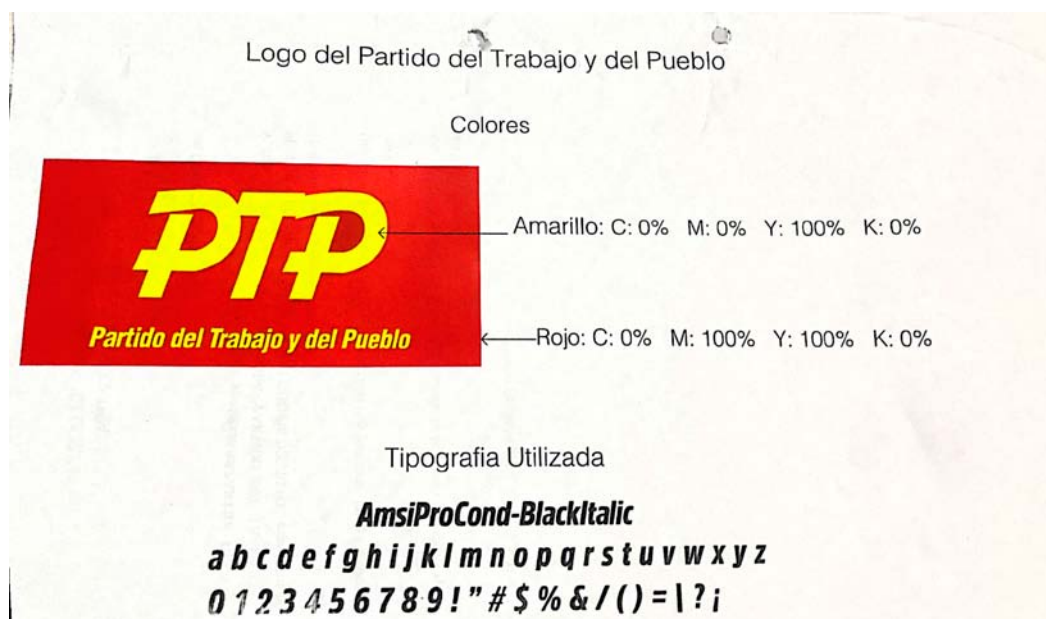 Logo del Partido del Trabajo y del Pueblo
Colores
PTP
Amarillo: C: 0% M: 0% Y: 100% K: 0%
Partido del Trabajo y del Pueblo
Rojo: C: 0% M: 100% Y: 100% K: 0%
Tipografia Utilizada
AmsiProCond-BlackItalic
a b c d e f g h i j k l m n o p q r s t u v w x y z
0 1 2 3 4 5 6 7 8 9 ! " # $ % & / ( ) = | ? ¡